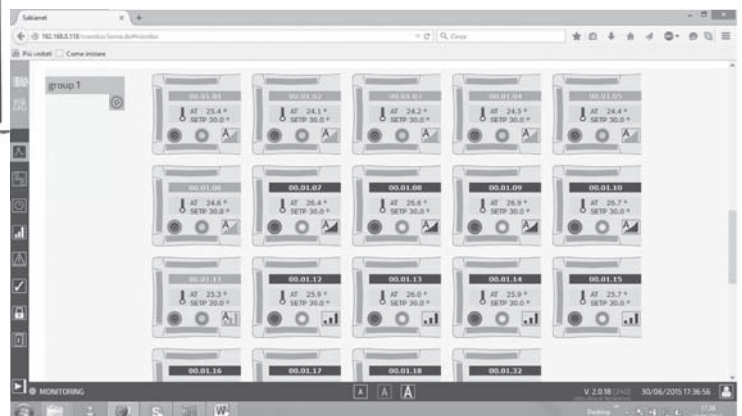 Sabianet
192.168.0.118/monitor/home.do#monitor
Cerca
Più visitati Come iniziare
group 1
00.01.01
AT 25.4 °
SETP 30.0 °
00.01.02
AT 24.1 °
SETP 30.0 °
00.01.03
AT 24.2 °
SETP 30.0 °
00.01.04
AT 24.3 °
SETP 30.0 °
00.01.05
AT 24.4 °
SETP 30.0 °
00.01.06
AT 24.6 °
SETP 30.0 °
00.01.07
AT 26.4 °
SETP 30.0 °
00.01.08
AT 26.6 °
SETP 30.0 °
00.01.09
AT 26.9 °
SETP 30.0 °
00.01.10
AT 26.7 °
SETP 30.0 °
00.01.11
AT 25.3 °
SETP 30.0 °
00.01.12
AT 25.9 °
SETP 30.0 °
00.01.13
AT 26.0 °
SETP 30.0 °
00.01.14
AT 25.9 °
SETP 30.0 °
00.01.15
AT 25.7 °
SETP 30.0 °
00.01.16
00.01.17
00.01.18
00.01.32
MONITORING
A A A
V 2.0.18 [240]
30/06/2015 17:36:56
Desktop
17:36